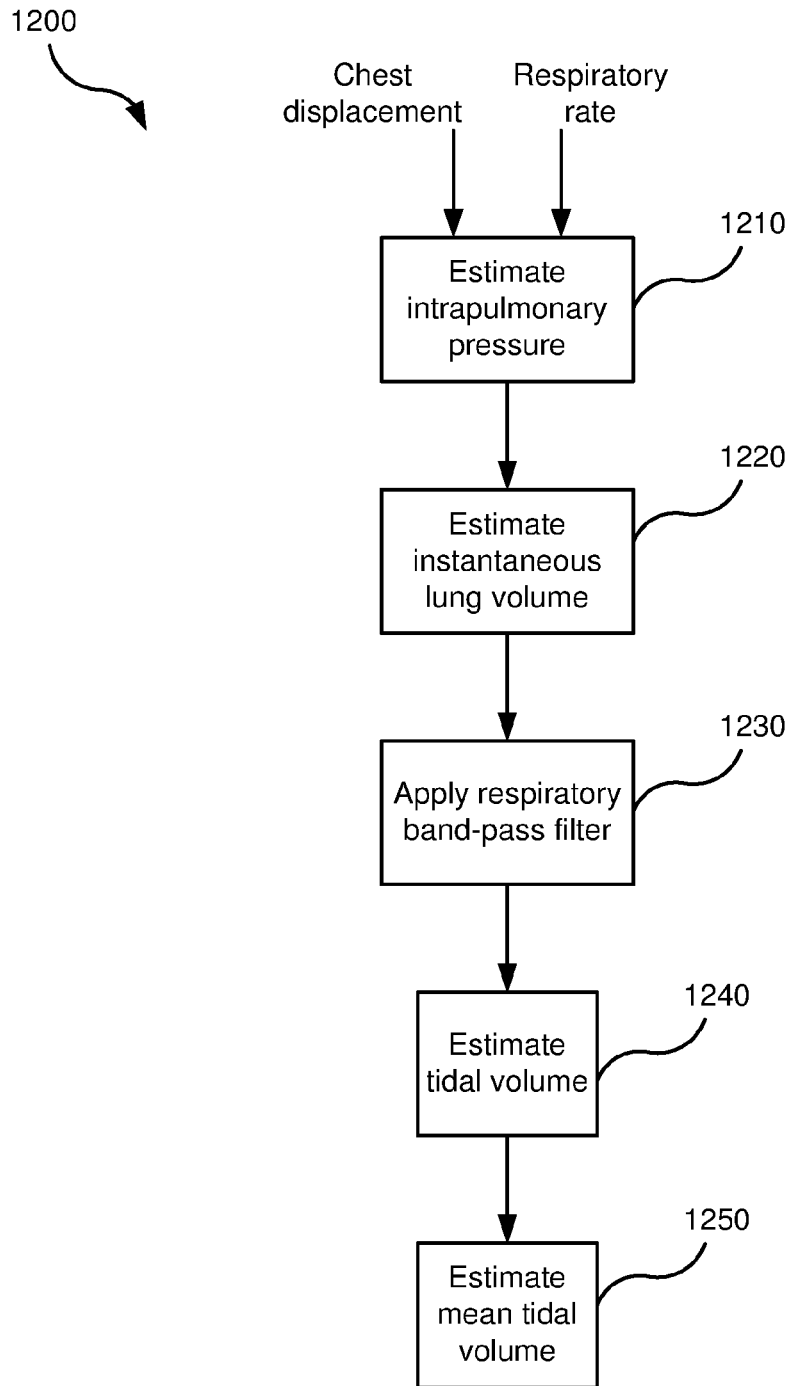 1200
Chest
displacement
Respiratory
rate
1210
Estimate
intrapulmonary
pressure
1220
Estimate
instantaneous
lung volume
1230
Apply respiratory
band-pass filter
1240
Estimate
tidal volume
1250
Estimate
mean tidal
volume